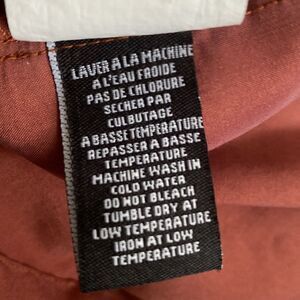 LAVER A LA MACHINE
A L'EAU FROIDE
PAS DE CHLORURE
SECHER PAR
CULBUTAGE
A BASSE TEMPERATURE
REPASSER A BASSE
TEMPERATURE
MACHINE WASH IN
COLD WATER
DO NOT BLEACH
TUMBLE DRY AT
LOW TEMPERATURE
IRON AT LOW
TEMPERATURE